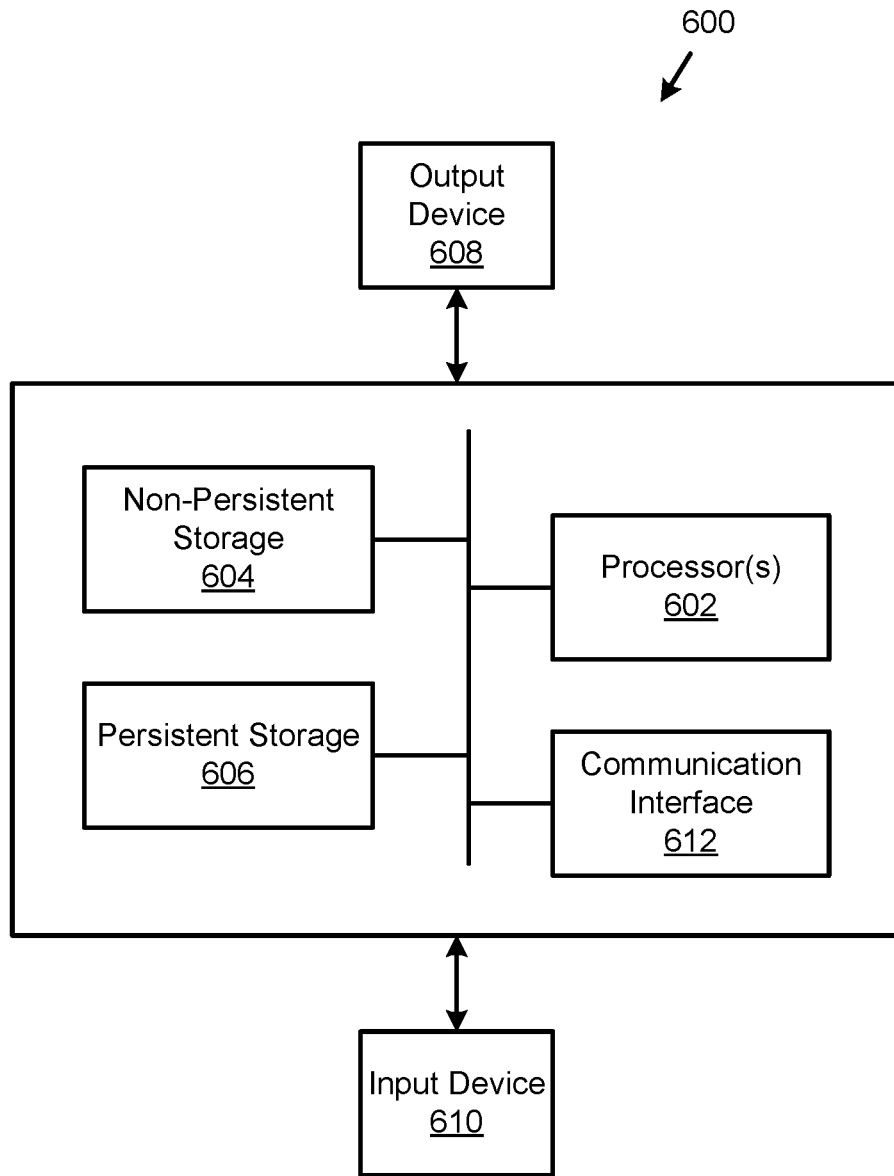 600
Output
Device
608
Non-Persistent
Storage
604
Processor(s)
602
Persistent Storage
606
Communication
Interface
612
Input Device
610